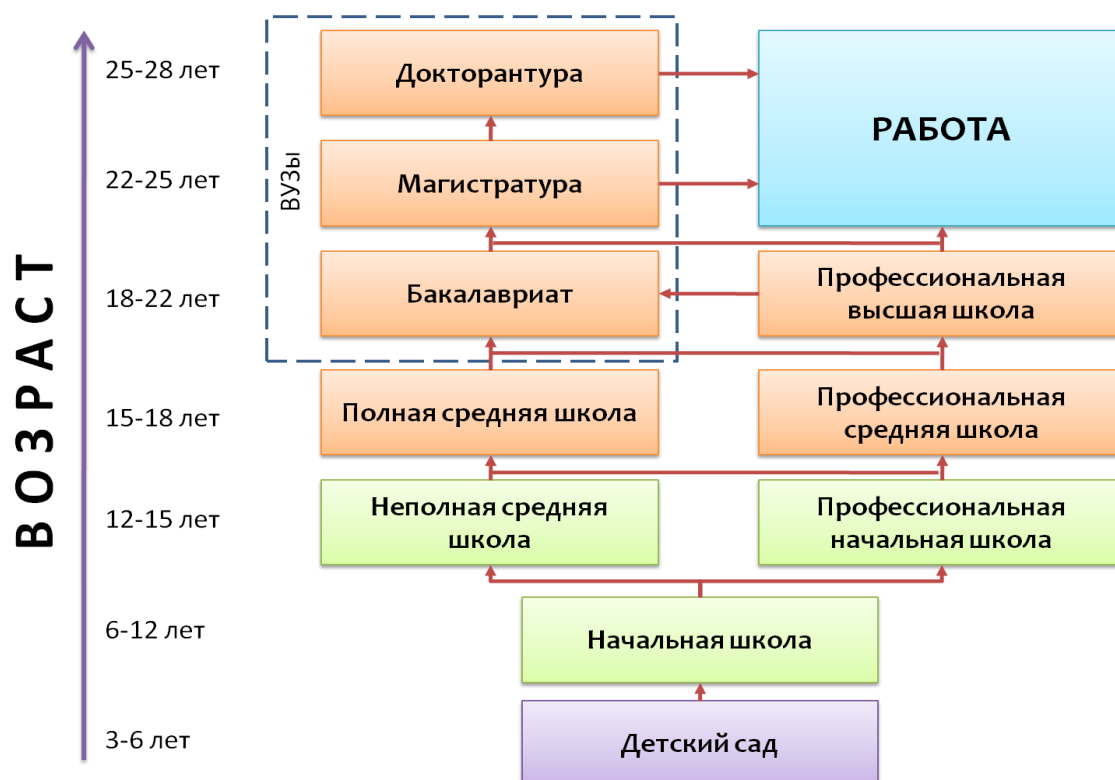 25-28 лет
Докторантура
РАБОТА
22-25 лет
ВУЗы
Магистратура
18-22 лет
Бакалавриат
Профессиональная
высшая школа
15-18 лет
Полная средняя школа
Профессиональная
средняя школа
12-15 лет
Неполная средняя
школа
Профессиональная
начальная школа
6-12 лет
Начальная школа
3-6 лет
Детский сад
ВОЗРАСТ